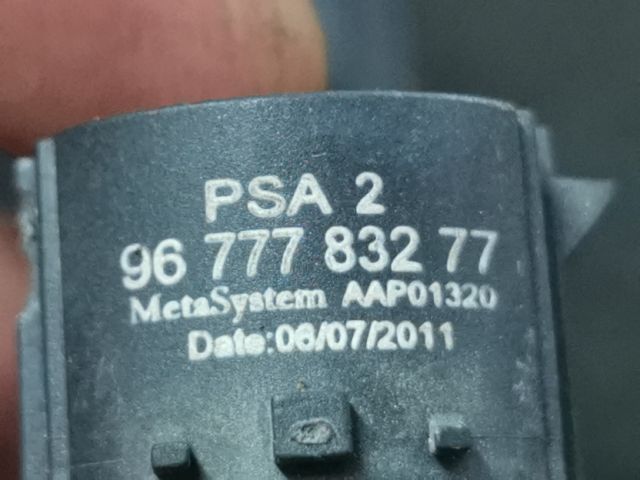 PSA 2
96 777 832 77
MetaSystem AAP01320
Date:06/07/2011